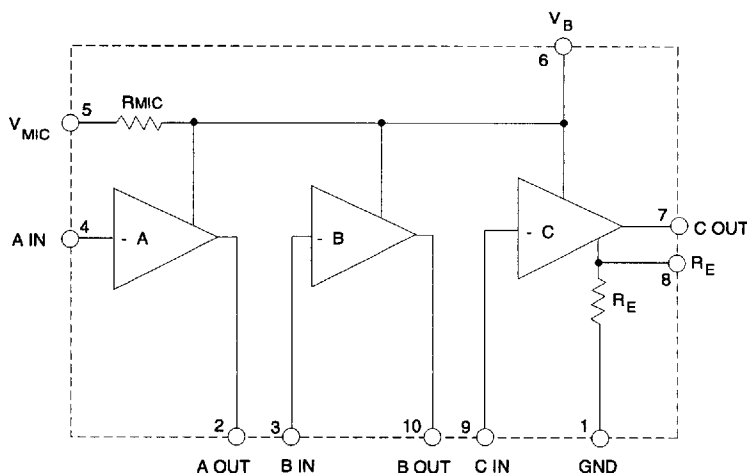 V_B
6
5
R_MIC
V_MIC
4
A IN
- A
- B
- C
7
C OUT
8
R_E
R_E
2
3
10
9
1
A OUT
B IN
B OUT
C IN
GND